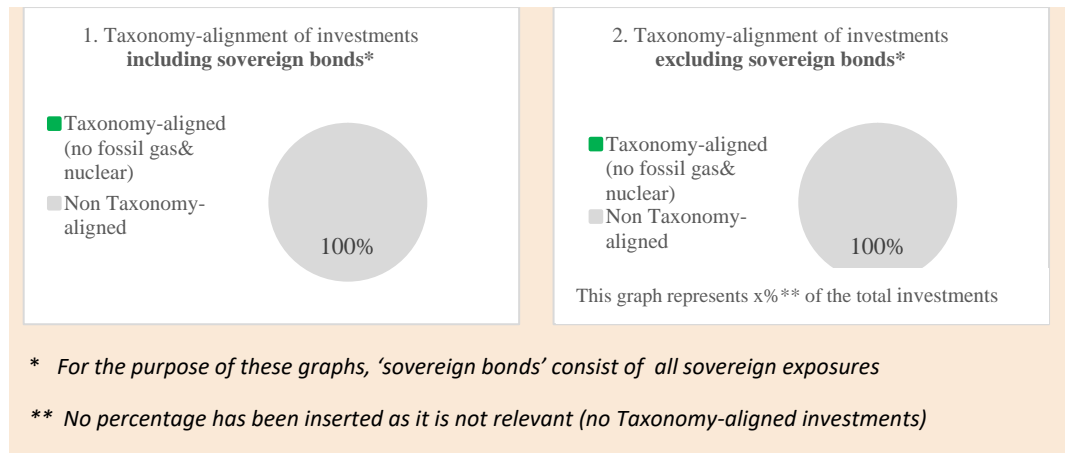 1. Taxonomy-alignment of investments
including sovereign bonds*
Taxonomy-aligned
(no fossil gas&
nuclear)
Non Taxonomy-
aligned
100%
2. Taxonomy-alignment of investments
excluding sovereign bonds*
Taxonomy-aligned
(no fossil gas&
nuclear)
Non Taxonomy-
aligned
100%
This graph represents x%** of the total investments
* For the purpose of these graphs, ‘sovereign bonds’ consist of all sovereign exposures
** No percentage has been inserted as it is not relevant (no Taxonomy-aligned investments)